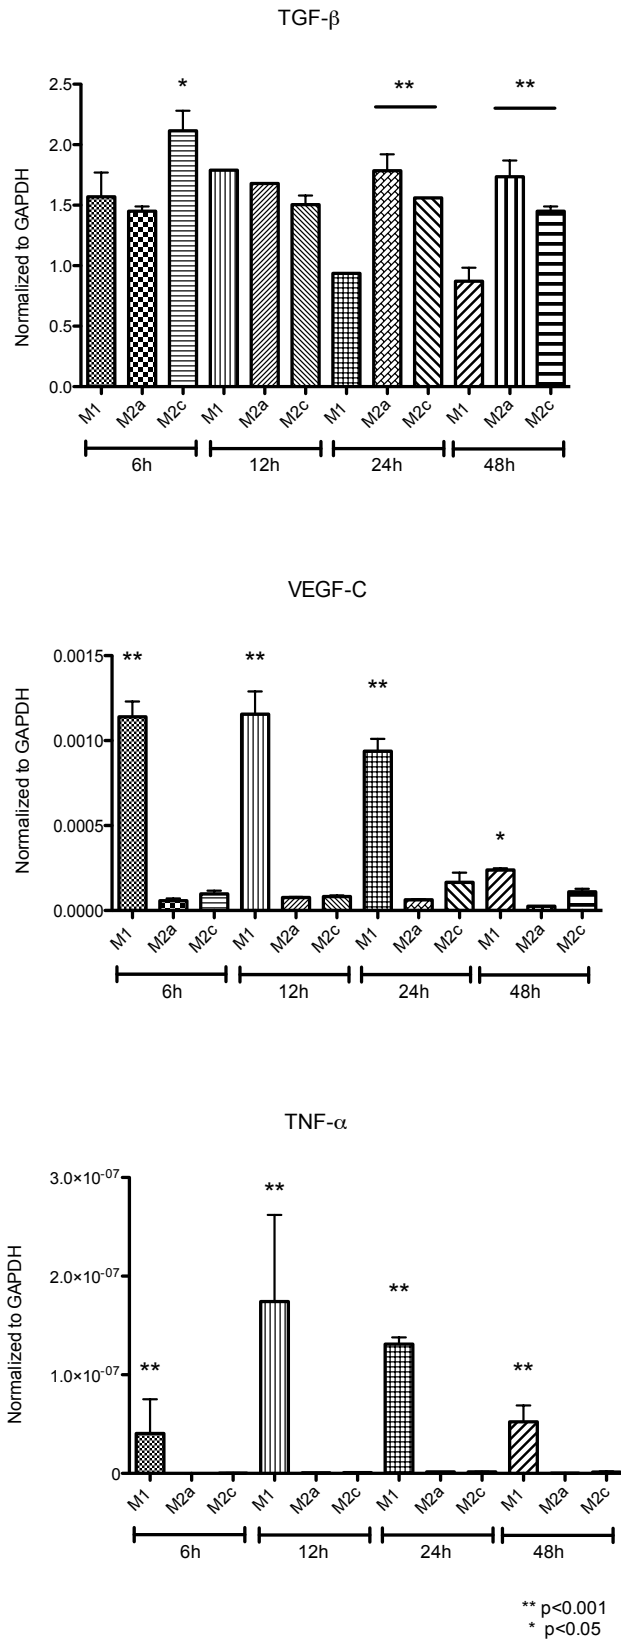 TGF-β
2.5
2.0
1.5
1.0
0.5
0.0
Normalized to GAPDH
*
**
**
M1 M2a M2c M1 M2a M2c M1 M2a M2c M1 M2a M2c
6h 12h 24h 48h
VEGF-C
0.0015
0.0010
0.0005
0.0000
Normalized to GAPDH
** ** ** *
M1 M2a M2c M1 M2a M2c M1 M2a M2c M1 M2a M2c
6h 12h 24h 48h
TNF-α
3.0×10⁻⁰⁷
2.0×10⁻⁰⁷
1.0×10⁻⁰⁷
0
Normalized to GAPDH
** ** ** **
M1 M2a M2c M1 M2a M2c M1 M2a M2c M1 M2a M2c
6h 12h 24h 48h
** p<0.001
* p<0.05